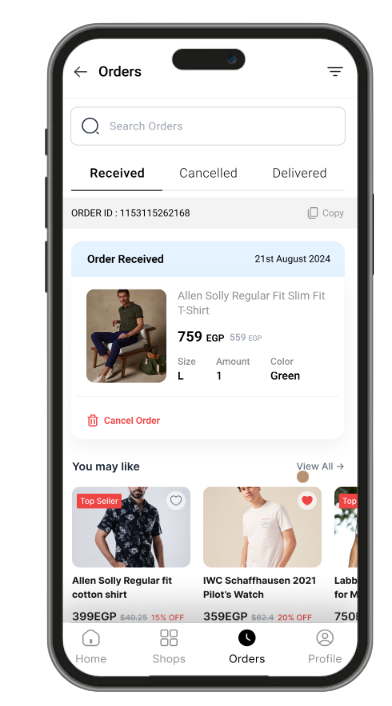 Orders
Search Orders
Received Cancelled Delivered
ORDER ID : 1153115262168 Copy
Order Received 21st August 2024
Allen Solly Regular Fit Slim Fit
T-Shirt
759 EGP 559 EGP
Size Amount Color
L 1 Green
Cancel Order
You may like View All →
Top Seller Top
Allen Solly Regular fit IWC Schaffhausen 2021 Labb
cotton shirt Pilot's Watch for M
399EGP $40.25 15% OFF 359EGP $62.4 20% OFF 750
Home Shops Orders Profile